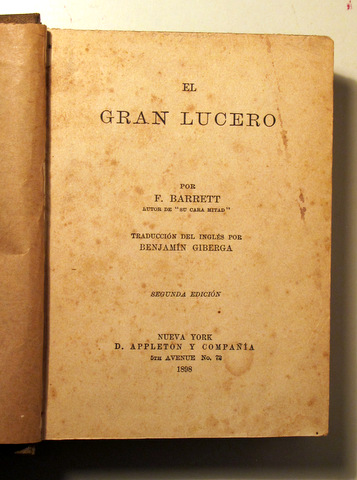 EL
GRAN LUCERO
POR
F. BARRETT
AUTOR DE "SU CARA MITAD"
TRADUCCIÓN DEL INGLÉS POR
BENJAMÍN GIBERGA
SEGUNDA EDICIÓN
NUEVA YORK
D. APPLETON Y COMPAÑÍA
5TH AVENUE No. 72
1898